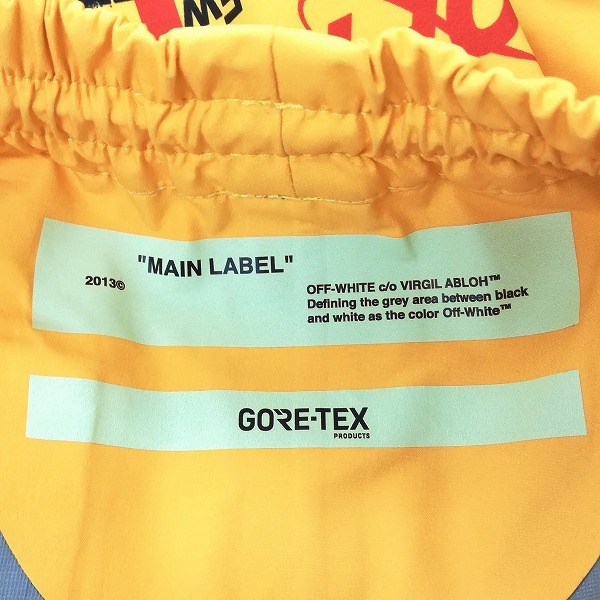 "MAIN LABEL"
2013©
OFF-WHITE c/o VIRGIL ABLOH™
Defining the grey area between black
and white as the color Off-White™
GORE-TEX
PRODUCTS